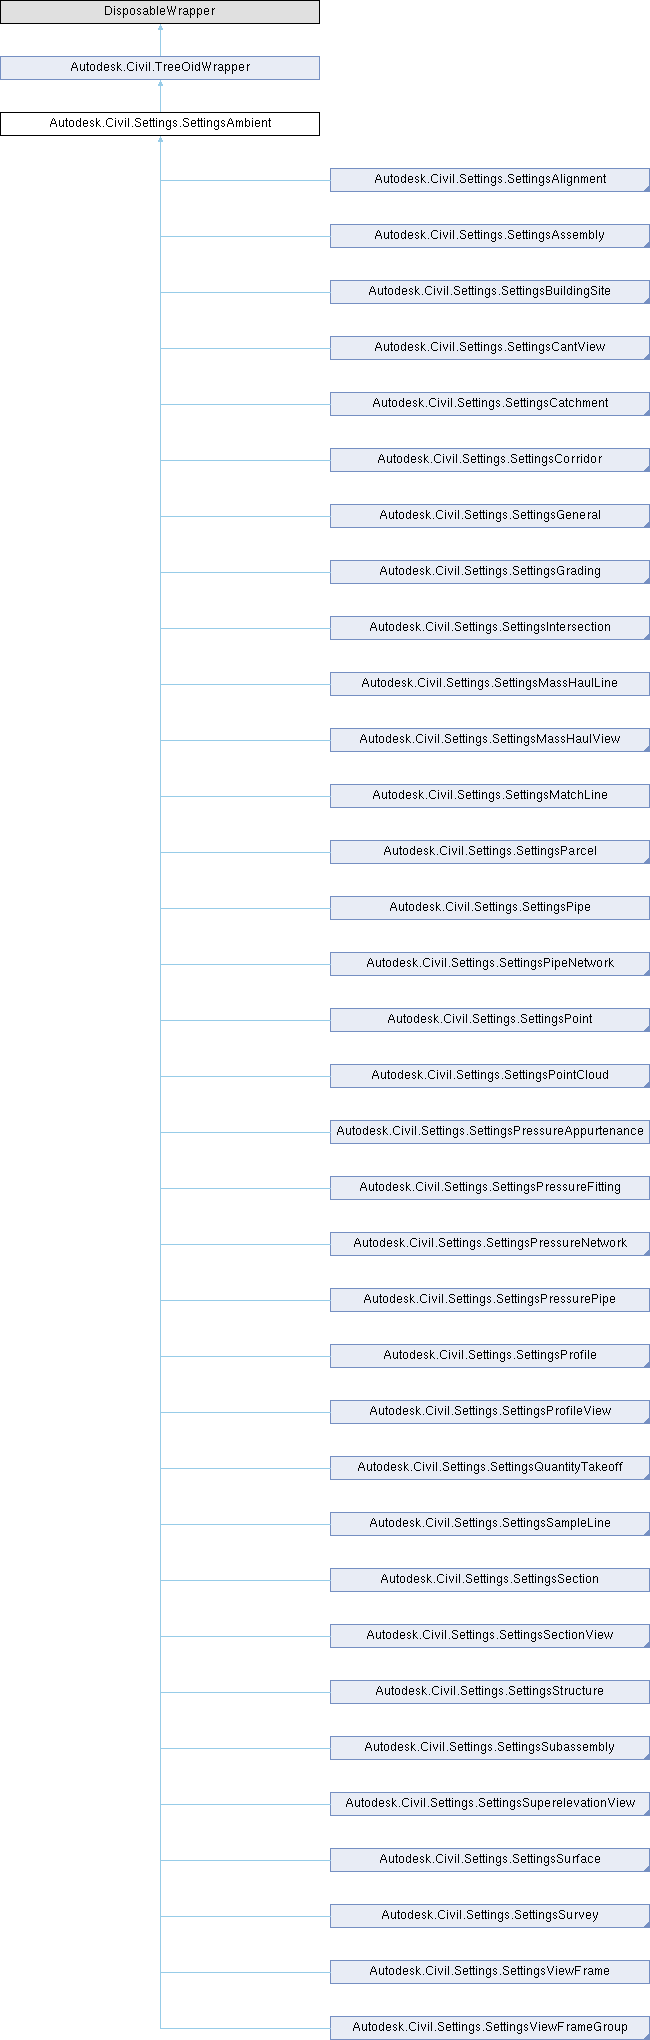 DisposableWrapper
Autodesk.Civil.TreeOidWrapper
Autodesk.Civil.Settings.SettingsAmbient
Autodesk.Civil.Settings.SettingsAlignment
Autodesk.Civil.Settings.SettingsAssembly
Autodesk.Civil.Settings.SettingsBuildingSite
Autodesk.Civil.Settings.SettingsCantView
Autodesk.Civil.Settings.SettingsCatchment
Autodesk.Civil.Settings.SettingsCorridor
Autodesk.Civil.Settings.SettingsGeneral
Autodesk.Civil.Settings.SettingsGrading
Autodesk.Civil.Settings.SettingsIntersection
Autodesk.Civil.Settings.SettingsMassHaulLine
Autodesk.Civil.Settings.SettingsMassHaulView
Autodesk.Civil.Settings.SettingsMatchLine
Autodesk.Civil.Settings.SettingsParcel
Autodesk.Civil.Settings.SettingsPipe
Autodesk.Civil.Settings.SettingsPipeNetwork
Autodesk.Civil.Settings.SettingsPoint
Autodesk.Civil.Settings.SettingsPointCloud
Autodesk.Civil.Settings.SettingsPressureAppurtenance
Autodesk.Civil.Settings.SettingsPressureFitting
Autodesk.Civil.Settings.SettingsPressureNetwork
Autodesk.Civil.Settings.SettingsPressurePipe
Autodesk.Civil.Settings.SettingsProfile
Autodesk.Civil.Settings.SettingsProfileView
Autodesk.Civil.Settings.SettingsQuantityTakeoff
Autodesk.Civil.Settings.SettingsSampleLine
Autodesk.Civil.Settings.SettingsSection
Autodesk.Civil.Settings.SettingsSectionView
Autodesk.Civil.Settings.SettingsStructure
Autodesk.Civil.Settings.SettingsSubassembly
Autodesk.Civil.Settings.SettingsSuperelevationView
Autodesk.Civil.Settings.SettingsSurface
Autodesk.Civil.Settings.SettingsSurvey
Autodesk.Civil.Settings.SettingsViewFrame
Autodesk.Civil.Settings.SettingsViewFrameGroup